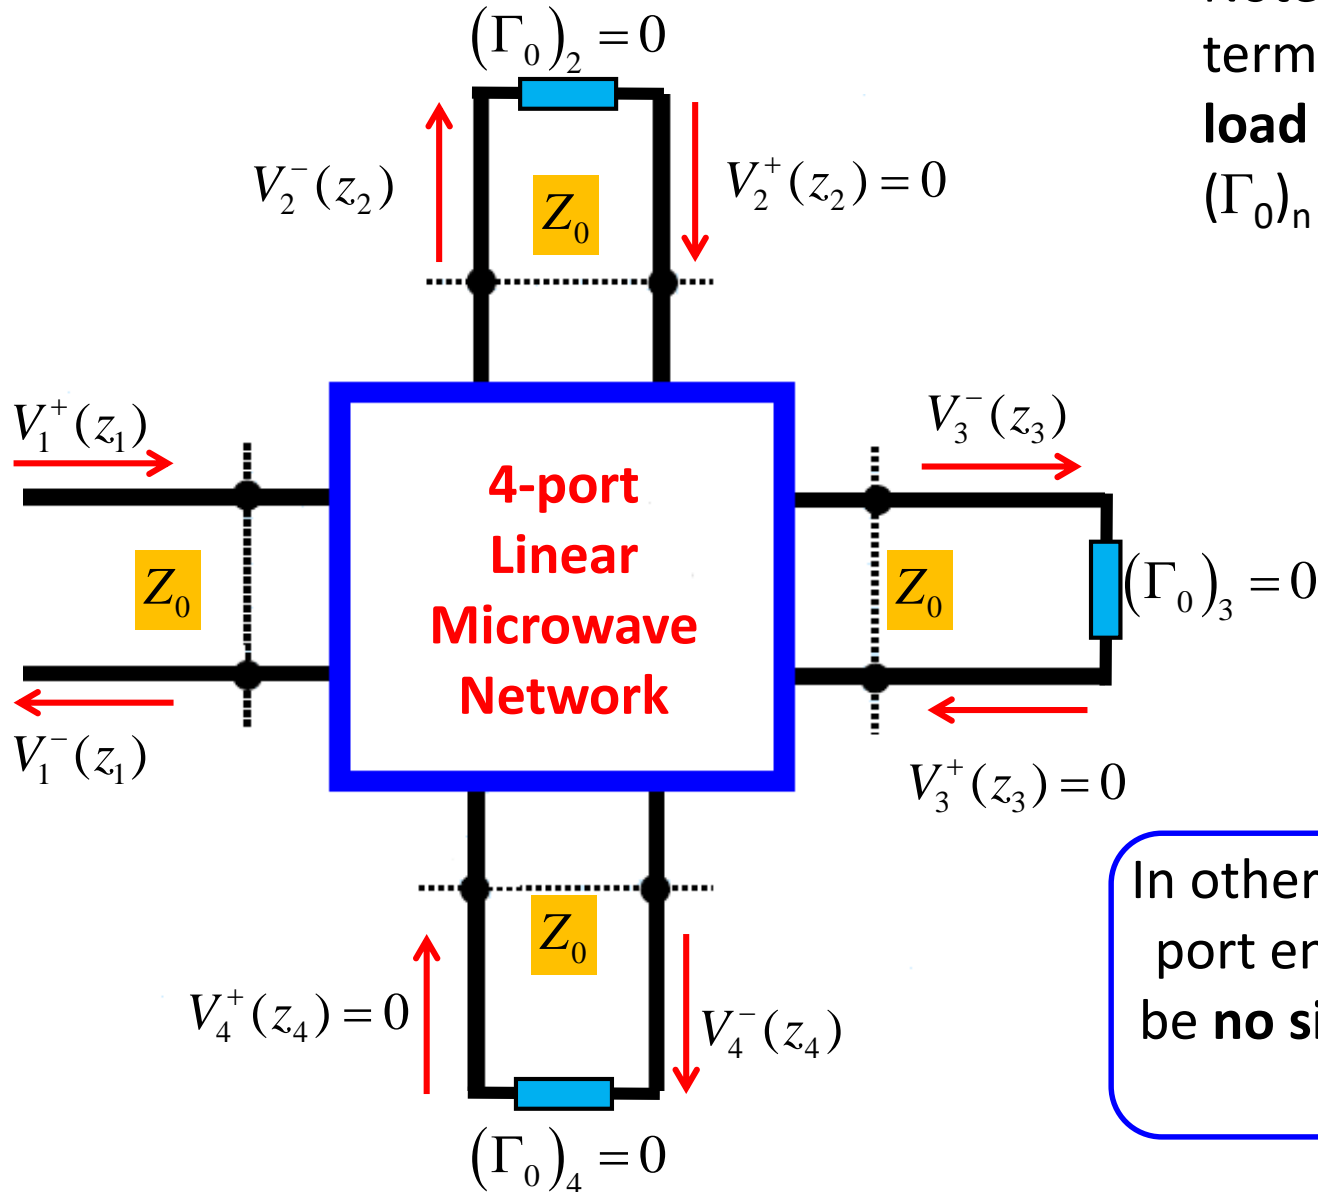 (Γ₀)₂ = 0
term
load
(Γ₀)ₙ
V₂⁻(z₂)
V₂⁺(z₂) = 0
Z₀
V₁⁺(z₁)
V₃⁻(z₃)
4-port
Linear
Microwave
Network
Z₀
Z₀
(Γ₀)₃ = 0
V₁⁻(z₁)
V₃⁺(z₃) = 0
In other
port en
be no si
Z₀
V₄⁺(z₄) = 0
V₄⁻(z₄)
(Γ₀)₄ = 0